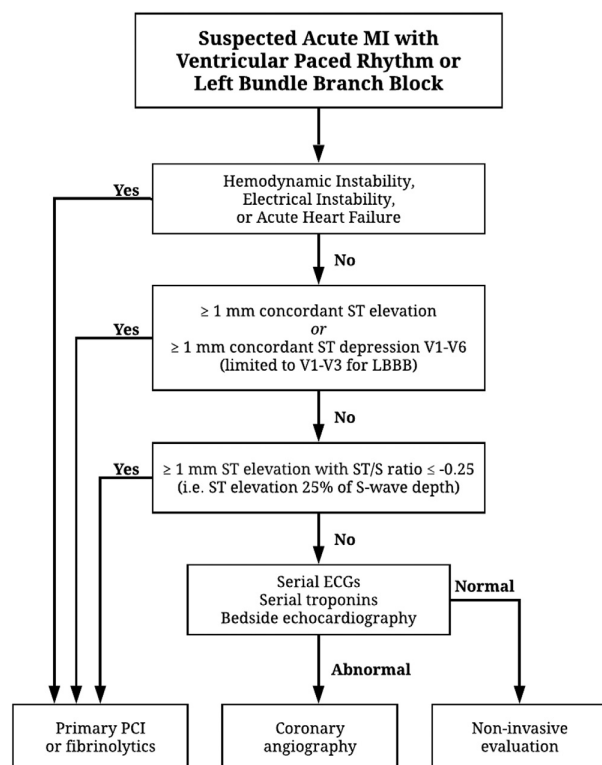 Suspected Acute MI with
Ventricular Paced Rhythm or
Left Bundle Branch Block
Yes
Hemodynamic Instability,
Electrical Instability,
or Acute Heart Failure
No
Yes
≥ 1 mm concordant ST elevation
or
≥ 1 mm concordant ST depression V1-V6
(limited to V1-V3 for LBBB)
No
Yes
≥ 1 mm ST elevation with ST/S ratio ≤ -0.25
(i.e. ST elevation 25% of S-wave depth)
No
Serial ECGs
Serial troponins
Bedside echocardiography
Normal
Abnormal
Primary PCI
or fibrinolytics
Coronary
angiography
Non-invasive
evaluation